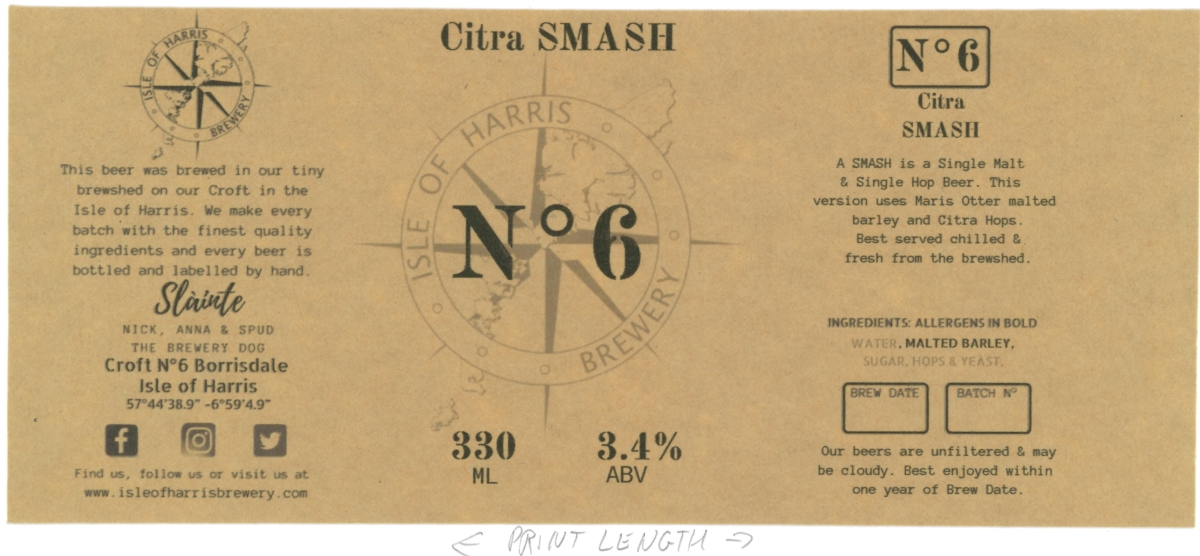 ISLE OF HARRIS
BREWERY
This beer was brewed in our tiny
brewshed on our Croft in the
Isle of Harris. We make every
batch with the finest quality
ingredients and every beer is
bottled and labelled by hand.
Slàinte
NICK, ANNA & SPUD
THE BREWERY DOG
Croft N°6 Borrisdale
Isle of Harris
57°44'38.9" -6°59'4.9"
Find us, follow us or visit us at
www.isleofharrisbrewery.com
Citra SMASH
ISLE OF HARRIS
BREWERY
N°6
330
ML
3.4%
ABV
N°6
Citra
SMASH
A SMASH is a Single Malt
& Single Hop Beer. This
version uses Maris Otter malted
barley and Citra Hops.
Best served chilled &
fresh from the brewshed.
INGREDIENTS: ALLERGENS IN BOLD
WATER, MALTED BARLEY,
SUGAR, HOPS & YEAST.
BREW DATE
BATCH N°
Our beers are unfiltered & may
be cloudy. Best enjoyed within
one year of Brew Date.
← PRINT LENGTH →